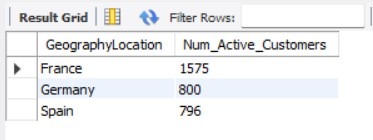 Result Grid Filter Rows:
GeographyLocation Num_Active_Customers
France 1575
Germany 800
Spain 796